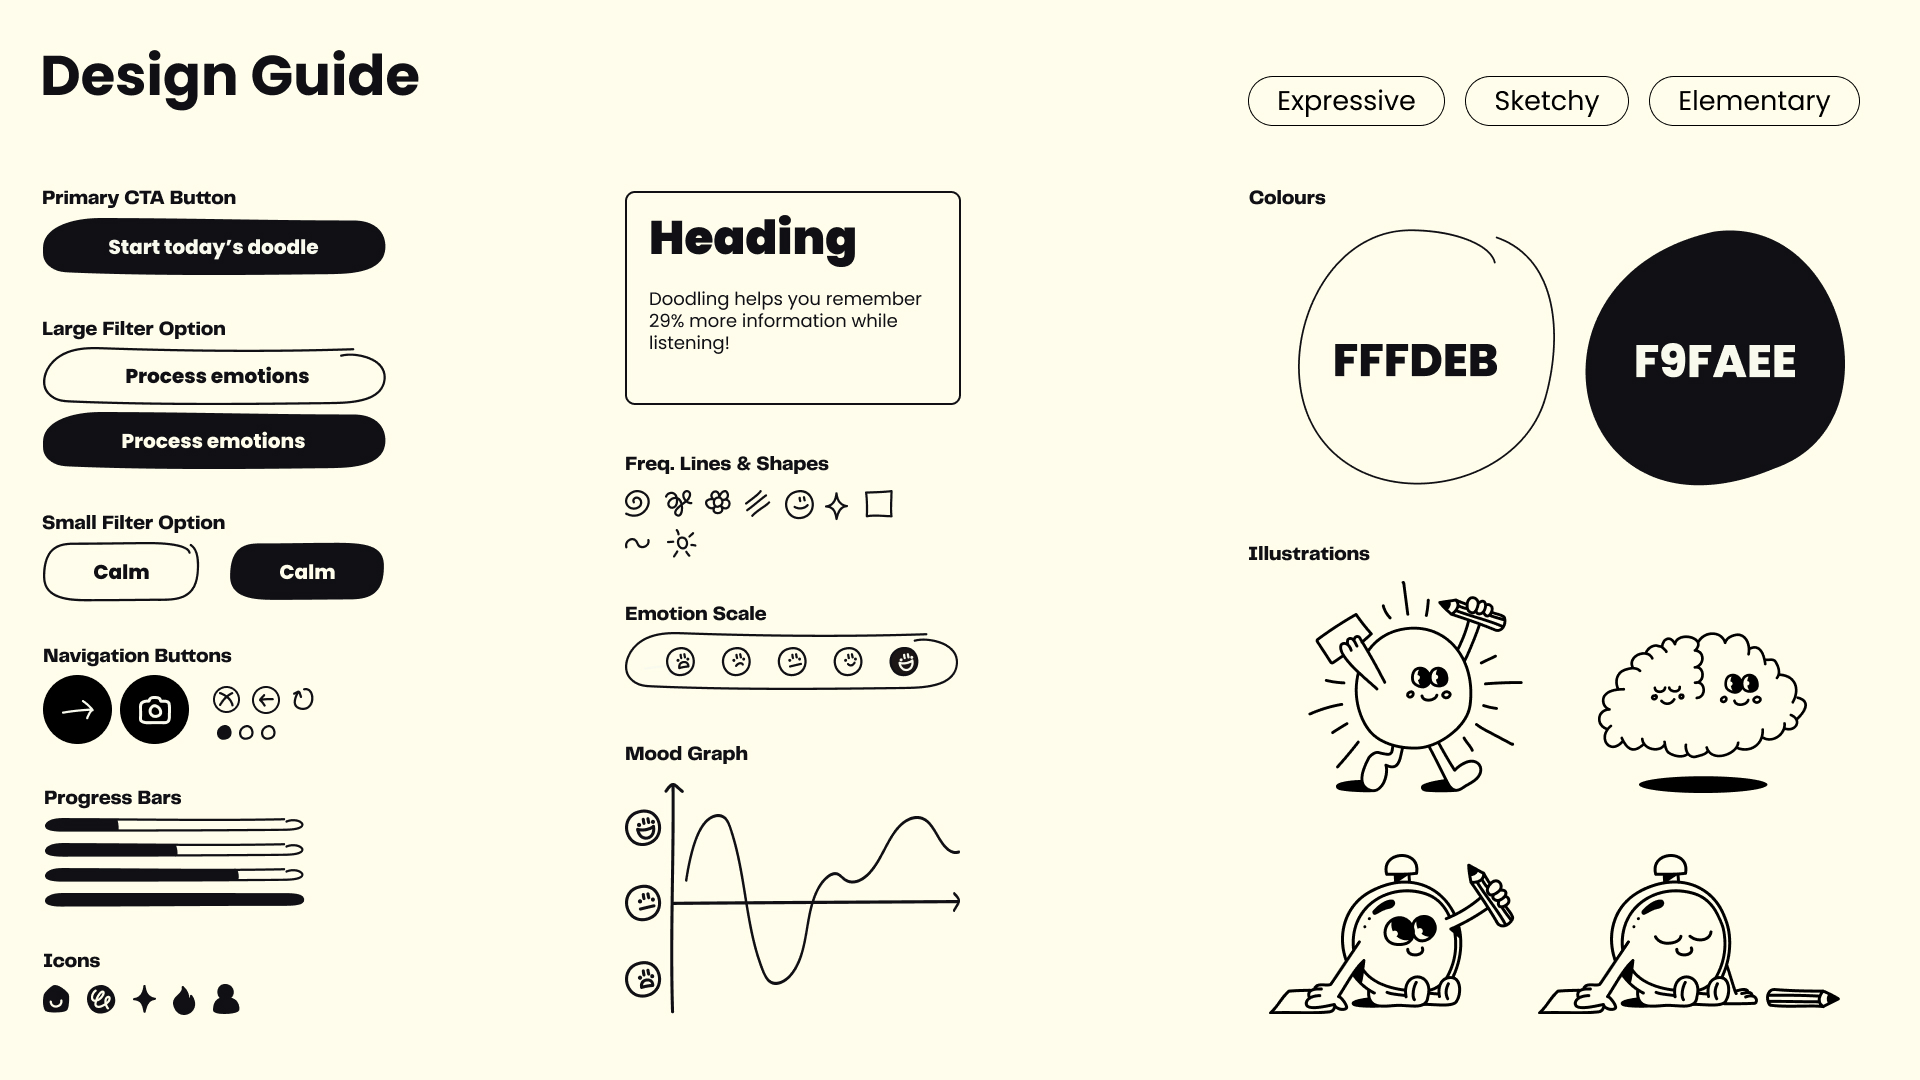 Design Guide
Expressive
Sketchy
Elementary
Primary CTA Button
Start today’s doodle
Large Filter Option
Process emotions
Process emotions
Small Filter Option
Calm
Calm
Navigation Buttons
Progress Bars
Icons
Heading
Doodling helps you remember
29% more information while
listening!
Freq. Lines & Shapes
Emotion Scale
Mood Graph
Colours
FFFDEB
F9FAEE
Illustrations